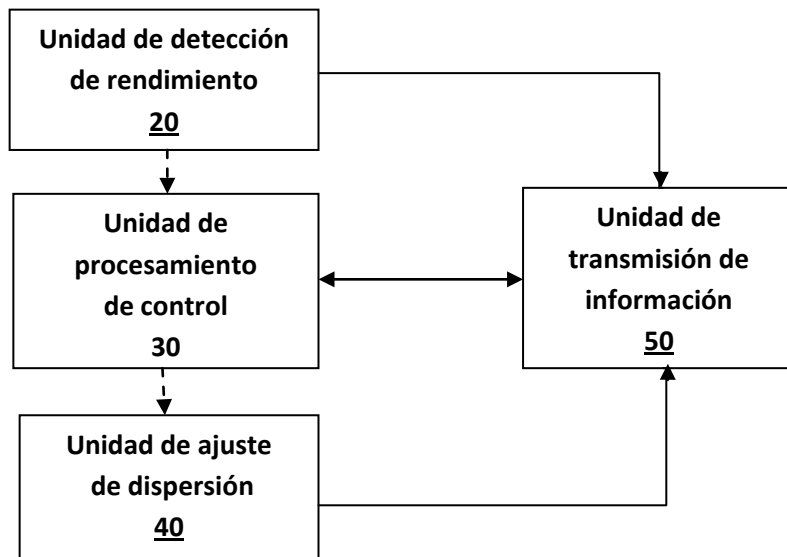 Unidad de detección
de rendimiento
20
Unidad de
procesamiento
de control
30
Unidad de ajuste
de dispersión
40
Unidad de
transmisión de
información
50